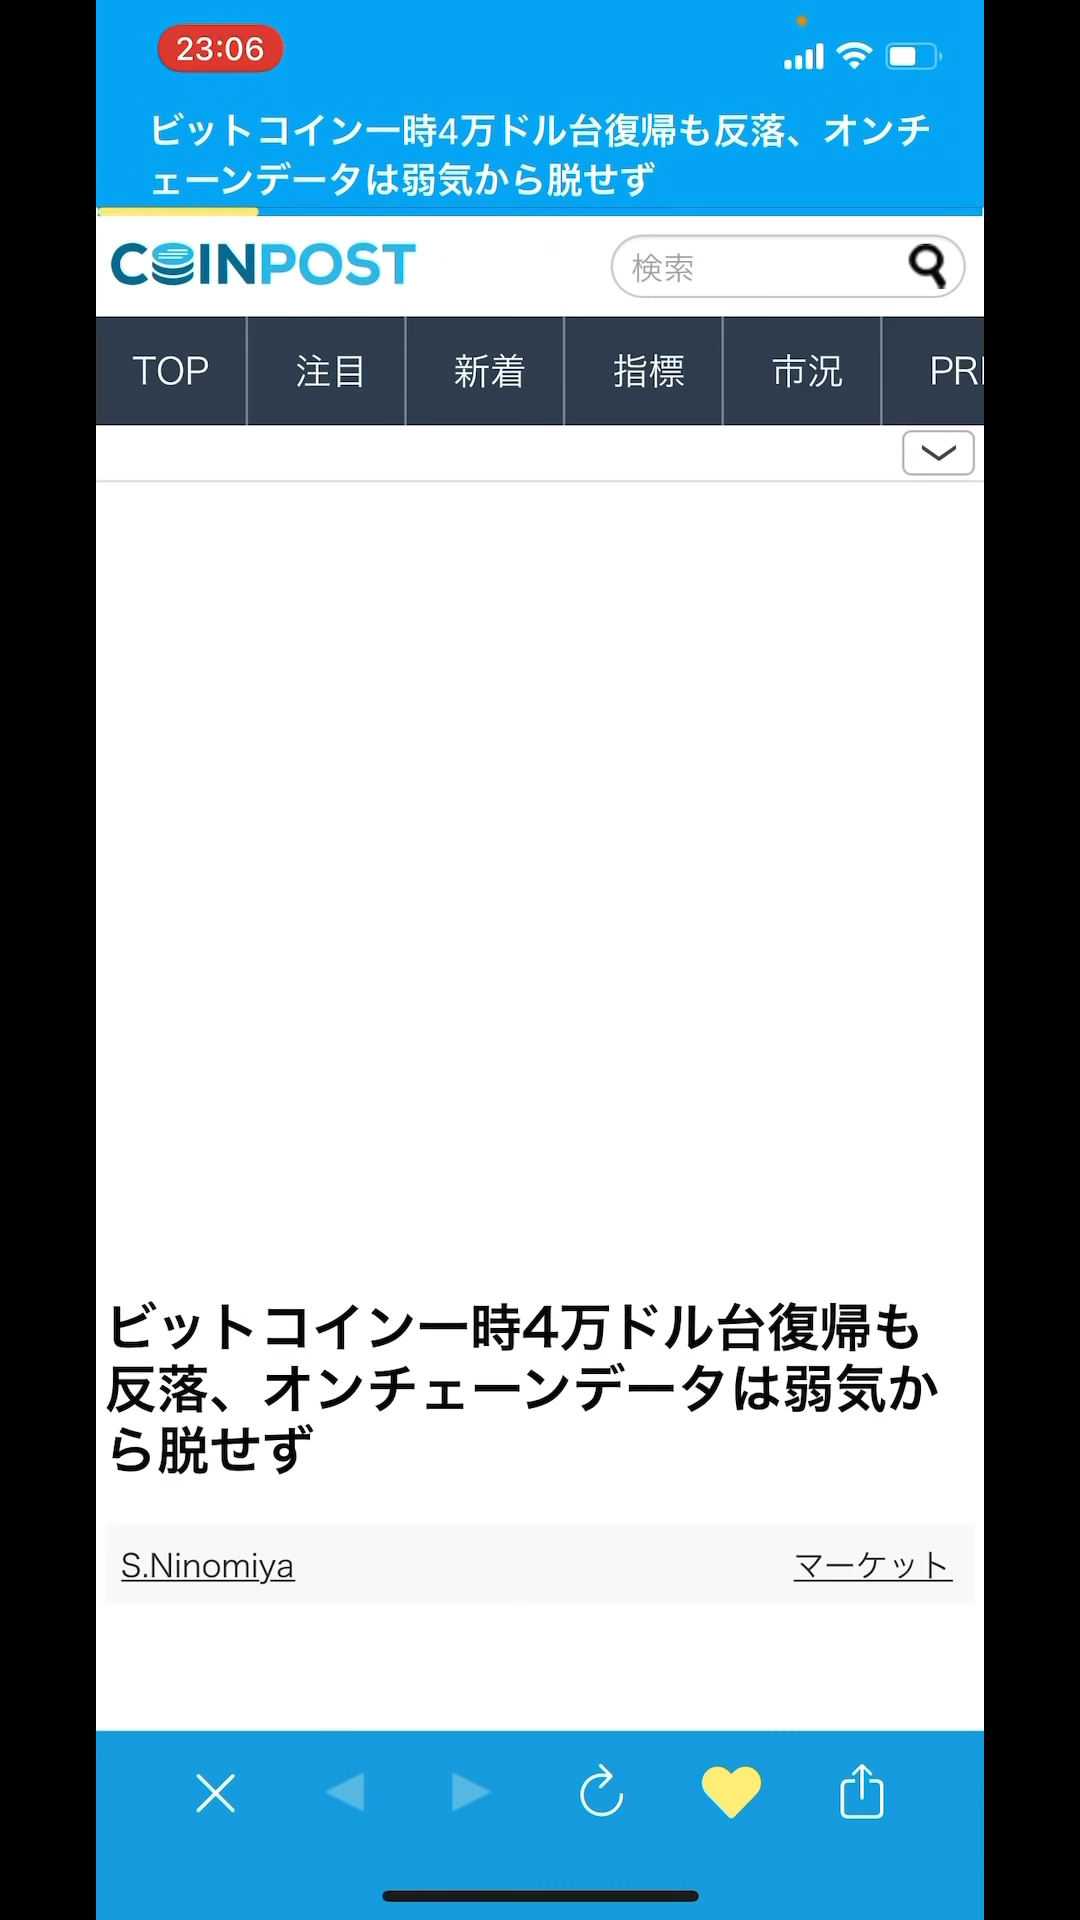 23:06
ビットコイン一時4万ドル台復帰も反落、オンチ
ェーンデータは弱気から脱せず
COINPOST
検索
TOP
注目
新着
指標
市況
PRI
ビットコイン一時4万ドル台復帰も
反落、オンチェーンデータは弱気か
ら脱せず
S.Ninomiya
マーケット